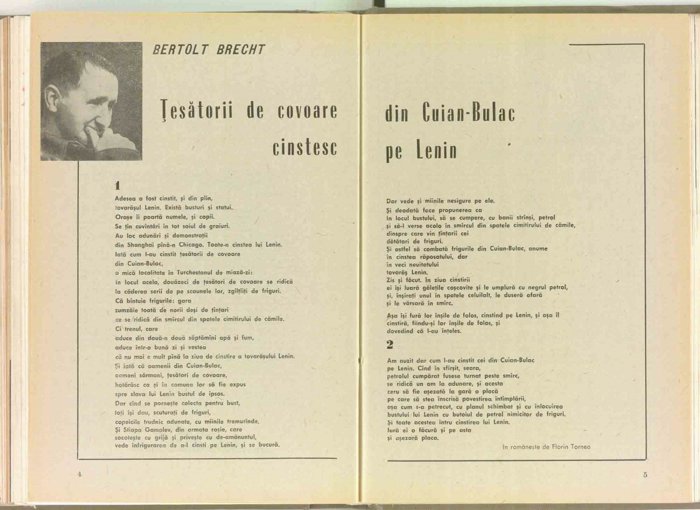 BERTOLT BRECHT
Țesătorii de covoare
cinstesc
1
Adesea a fost cinstit, și din plin,
tovarășul Lenin. Există busturi și statui.
Orașe îi poartă numele, și copii.
Se țin cuvîntări în tot soiul de graiuri.
Au loc adunări și demonstrații
din Shanghai pînă-n Chicago. Toate-n cinstea lui Lenin.
Iată cum l-au cinstit țesătorii de covoare
din Cuian-Bulac,
o mică localitate în Turchestanul de miază-zi:
în locul acela, douăzeci de țesători de covoare se ridică
la căderea serii de pe scaunele lor, zgîlțîiți de friguri.
Că bîntuie frigurile: gara
zumzăie toată de norii deși de țînțari
ce se ridică din smîrcul din spatele cimitirului de cămile.
Ci trenul, care
aduce din două-n două săptămîni apă și fum,
aduce într-o bună zi și vestea
că nu mai e mult pînă la ziua de cinstire a tovarășului Lenin.
Și iată că oamenii din Cuian-Bulac,
oameni sărmani, țesători de covoare,
hotărăsc ca și în comuna lor să fie expus
spre slava lui Lenin bustul de ipsos.
Dar cînd se pornește colecta pentru bust,
toți își dau, scuturați de friguri,
copeicile trudnic adunate, cu mîinile tremurînde.
Și Stiopa Gamalev, din armata roșie, care
socotește cu grijă și privește cu de-amănuntul,
vede înfrigurarea de a-l cinsti pe Lenin, și se bucură.
4
din Cuian-Bulac
pe Lenin
Dar vede și mîinile nesigure pe ele.
Și deodată face propunerea ca
în locul bustului, să se cumpere, cu banii strînși, petrol
și să-l verse acolo în smîrcul din spatele cimitirului de cămile,
dinspre care vin țînțarii cei
dătători de friguri.
Și astfel să combată frigurile din Cuian-Bulac, anume
în cinstea răposatului, dar
în veci neuitatului
tovarăș Lenin.
Zis și făcut. În ziua cinstirii
ei își luară gălețile coșcovite și le umplură cu negrul petrol,
și, înșirați unul în spatele celuilalt, le duseră afară
și le vărsară în smîrc.
Așa își fură lor înșile de folos, cinstind pe Lenin, și așa îl
cinstiră, fiindu-și lor înșile de folos, și
dovedind că l-au înțeles.
2
Am auzit dar cum l-au cinstit cei din Cuian-Bulac
pe Lenin. Cînd în sfîrșit, seara,
petrolul cumpărat fusese turnat peste smîrc,
se ridică un om la adunare, și acesta
ceru să fie așezată la gară o placă
pe care să stea înscrisă povestirea întîmplării,
așa cum s-a petrecut, cu planul schimbat și cu înlocuirea
bustului lui Lenin cu butoiul de petrol nimicitor de friguri.
Și toate acestea întru cinstirea lui Lenin.
Iară ei o făcură și pe asta
și așezară placa.
În romînește de Florin Tornea
5